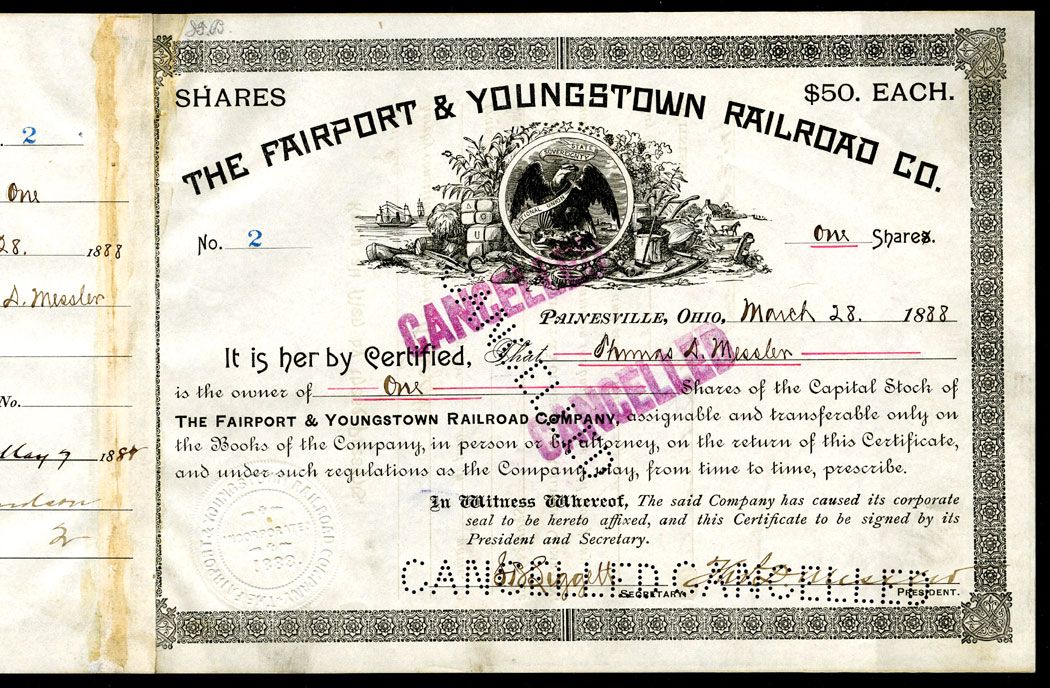 2
One
28. 1888
S. Messler
No.
May 9 188
2
SHARES
$50. EACH.
THE FAIRPORT & YOUNGSTOWN RAILROAD CO.
No. 2
One Shares.
PAINESVILLE, OHIO, March 28. 1888
It is hereby Certified, That Thomas S. Messler
is the owner of One Shares of the Capital Stock of
THE FAIRPORT & YOUNGSTOWN RAILROAD COMPANY, assignable and transferable only on
the Books of the Company, in person or by attorney, on the return of this Certificate,
and under such regulations as the Company may, from time to time, prescribe.
CANCELLED
CANCELLED
In Witness Whereof, The said Company has caused its corporate
seal to be hereto affixed, and this Certificate to be signed by its
President and Secretary.
INCORPORATED
1883.
CANCELLED CANCELLED
SECRETARY.
PRESIDENT.